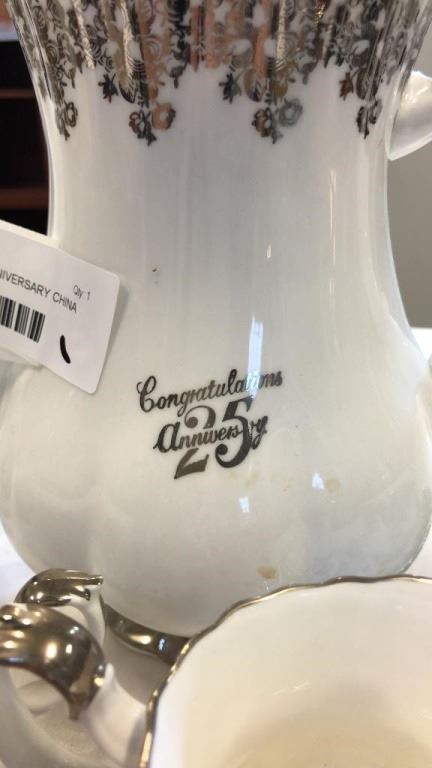 Qty: 1
NIVERSARY CHINA
Congratulations
25
Anniversary